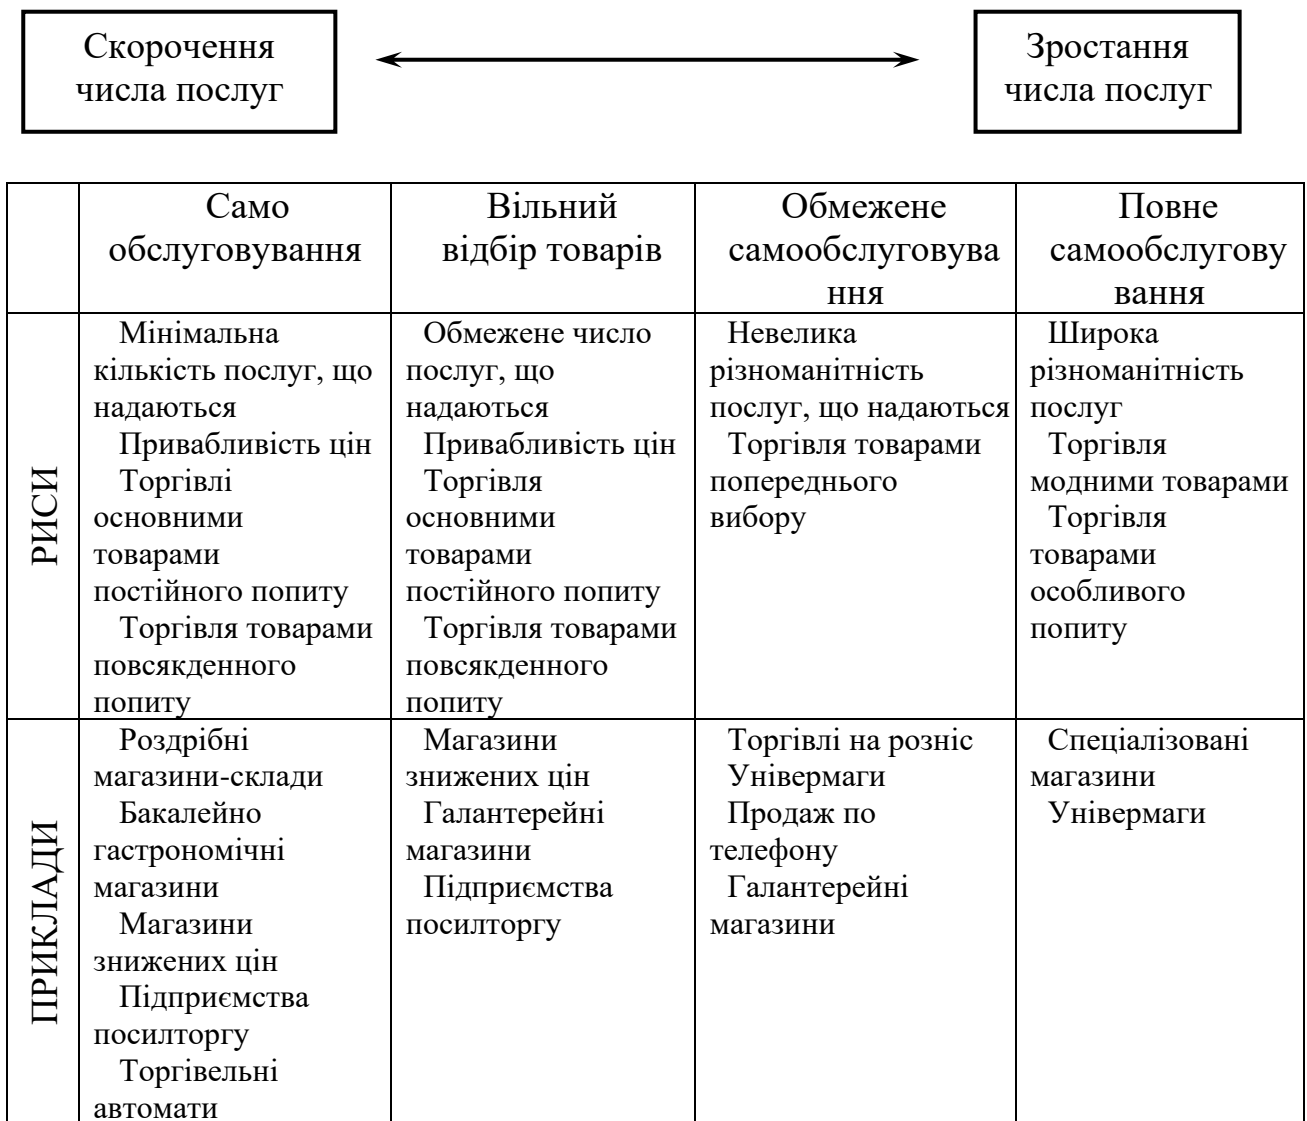 Скорочення
числа послуг
Зростання
числа послуг
Само
обслуговування
Вільний
відбір товарів
Обмежене
самообслуговува
ння
Повне
самообслугову
вання
РИСИ
Мінімальна
кількість послуг, що
надаються
Привабливість цін
Торгівлі
основними
товарами
постійного попиту
Торгівля товарами
повсякденного
попиту
Обмежене число
послуг, що
надаються
Привабливість цін
Торгівля
основними
товарами
постійного попиту
Торгівля товарами
повсякденного
попиту
Невелика
різноманітність
послуг, що надаються
Торгівля товарами
попереднього
вибору
Широка
різноманітність
послуг
Торгівля
модними товарами
Торгівля
товарами
особливого
попиту
ПРИКЛАДИ
Роздрібні
магазини-склади
Бакалейно
гастрономічні
магазини
Магазини
знижених цін
Підприємства
посилторгу
Торгівельні
автомати
Магазини
знижених цін
Галантерейні
магазини
Підприємства
посилторгу
Торгівлі на розніс
Універмаги
Продаж по
телефону
Галантерейні
магазини
Спеціалізовані
магазини
Універмаги